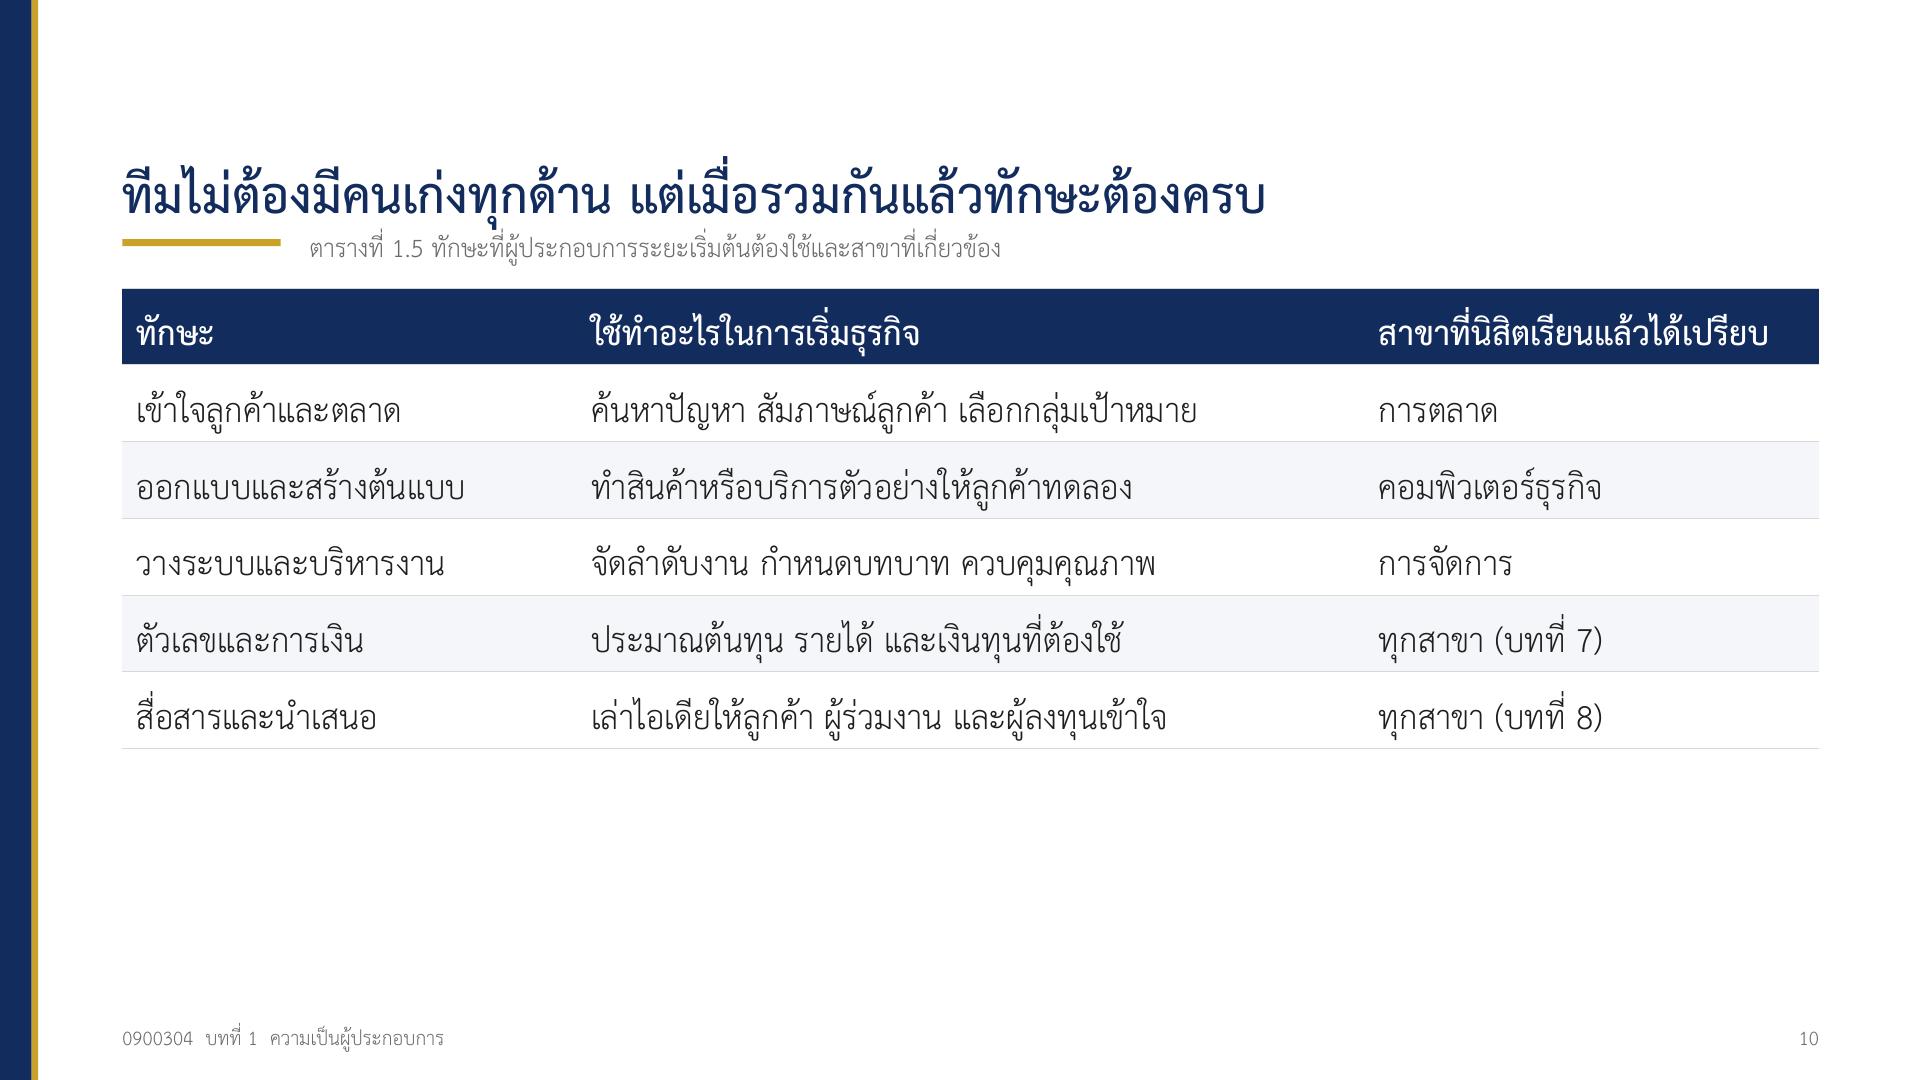 ทีมไม่ต้องมีคนเก่งทุกด้าน แต่เมื่อรวมกันแล้วทักษะต้องครบ
ตารางที่ 1.5 ทักษะที่ผู้ประกอบการระยะเริ่มต้นต้องใช้และสาขาที่เกี่ยวข้อง
ทักษะ ใช้ทำอะไรในการเริ่มธุรกิจ สาขาที่นิสิตเรียนแล้วได้เปรียบ
เข้าใจลูกค้าและตลาด ค้นหาปัญหา สัมภาษณ์ลูกค้า เลือกกลุ่มเป้าหมาย การตลาด
ออกแบบและสร้างต้นแบบ ทำสินค้าหรือบริการตัวอย่างให้ลูกค้าทดลอง คอมพิวเตอร์ธุรกิจ
วางระบบและบริหารงาน จัดลำดับงาน กำหนดบทบาท ควบคุมคุณภาพ การจัดการ
ตัวเลขและการเงิน ประมาณต้นทุน รายได้ และเงินทุนที่ต้องใช้ ทุกสาขา (บทที่ 7)
สื่อสารและนำเสนอ เล่าไอเดียให้ลูกค้า ผู้ร่วมงาน และผู้ลงทุนเข้าใจ ทุกสาขา (บทที่ 8)
0900304 บทที่ 1 ความเป็นผู้ประกอบการ 10